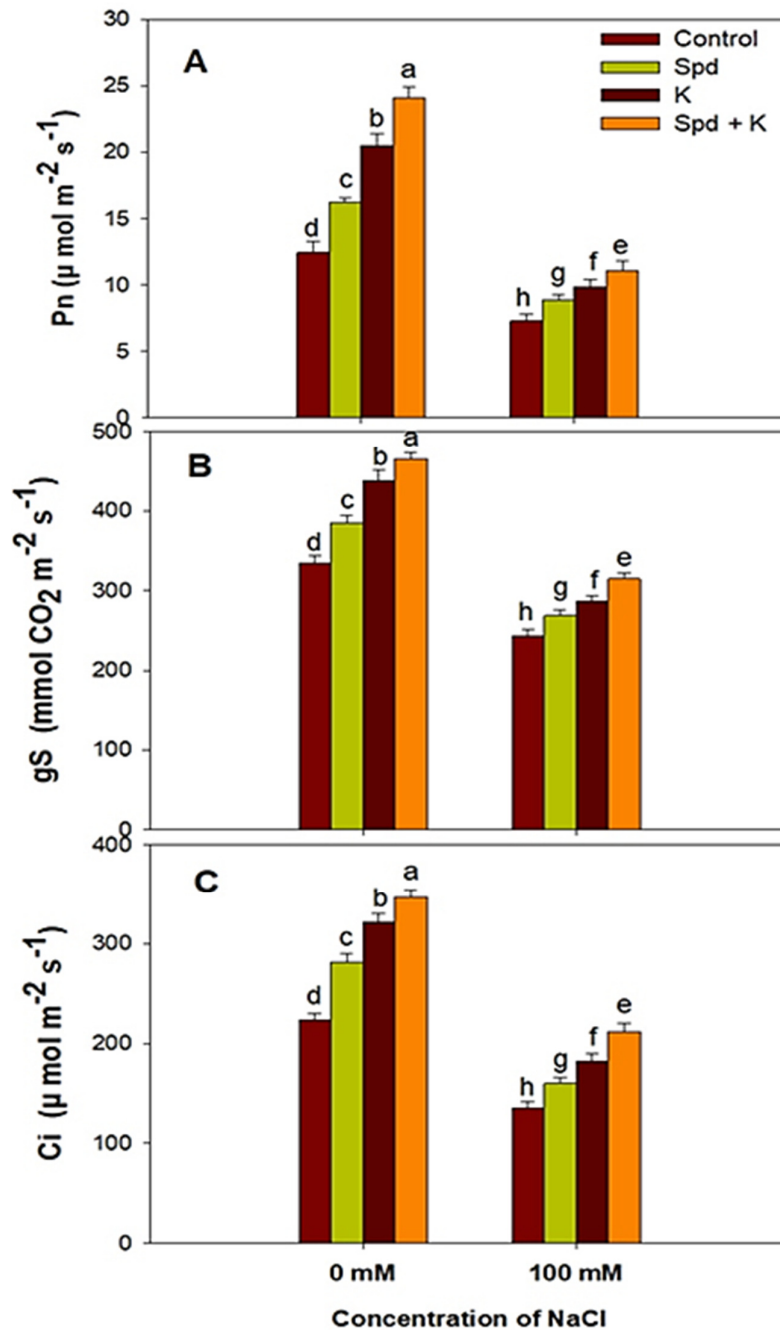 30
25
20
15
10
5
0
Pn (μ mol m⁻² s⁻¹)
A
Control
Spd
K
Spd + K
d c b a
h g f e
500
400
300
200
100
0
gS (mmol CO₂ m⁻² s⁻¹)
B
d c b a
h g f e
400
300
200
100
0
Ci (μ mol m⁻² s⁻¹)
C
d c b a
h g f e
0 mM 100 mM
Concentration of NaCl